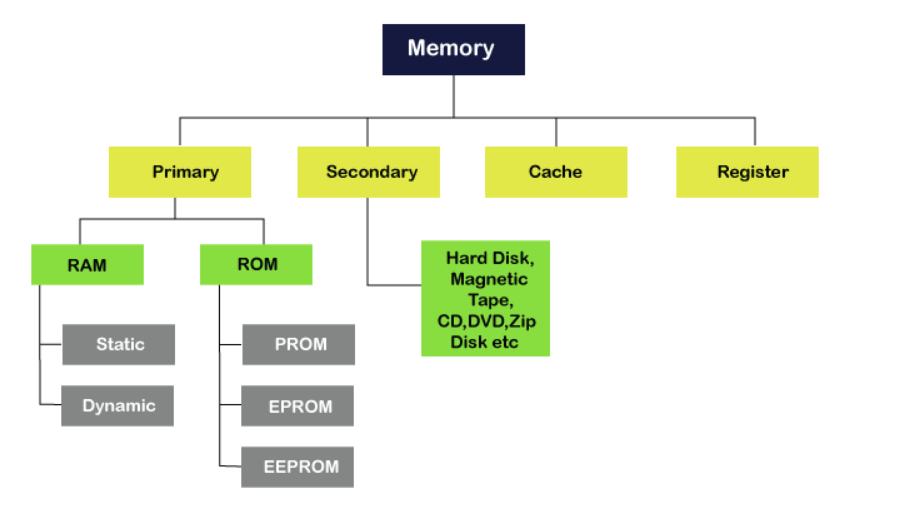 Memory
Primary
Secondary
Cache
Register
RAM
ROM
Hard Disk,
Magnetic
Tape,
CD,DVD,Zip
Disk etc
Static
PROM
Dynamic
EPROM
EEPROM